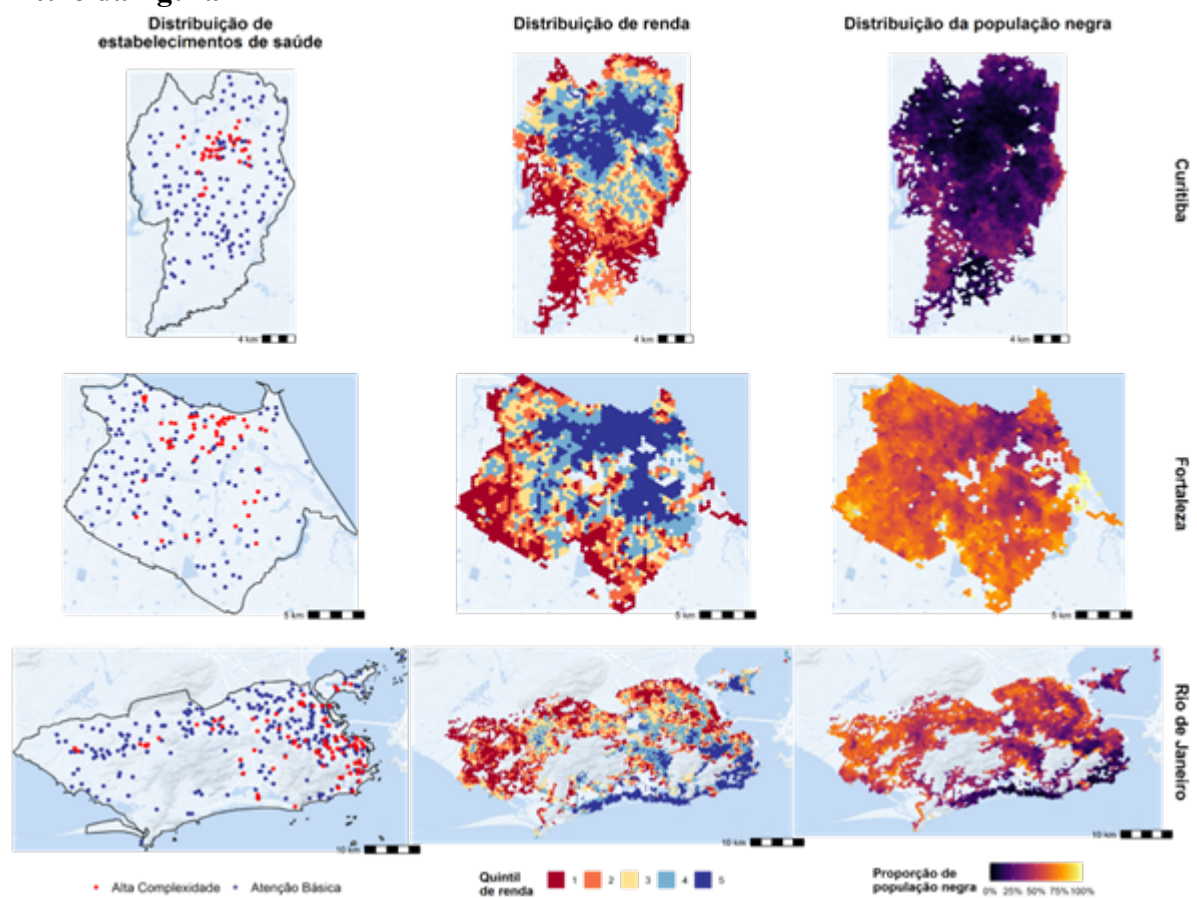 Distribuição de
estabelecimentos de saúde
Distribuição de renda
Distribuição da população negra
Curitiba
4 km
4 km
4 km
Fortaleza
5 km
5 km
5 km
Rio de Janeiro
10 km
10 km
10 km
Alta Complexidade
Atenção Básica
Quintil
de renda
1 2 3 4 5
Proporção de
população negra
0% 25% 50% 75% 100%